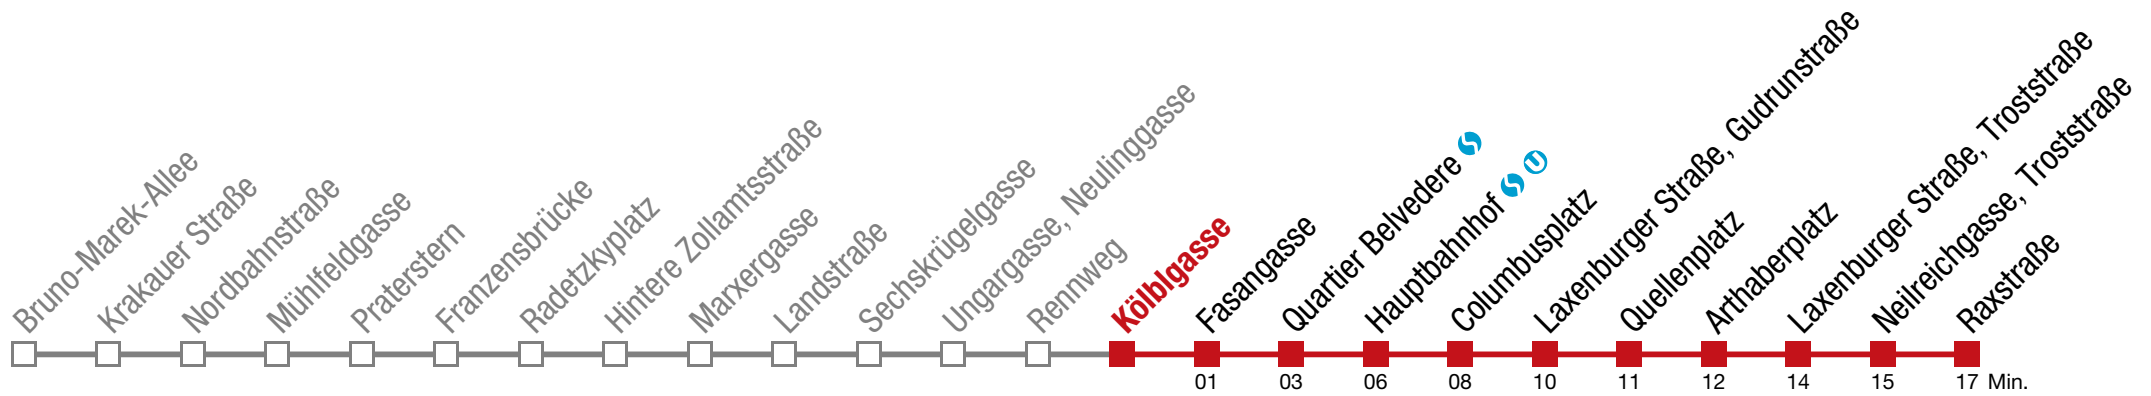 Bruno-Marek-Allee
Krakauer Straße
Nordbahnstraße
Mühlfeldgasse
Praterstern
Franzensbrücke
Radetzkyplatz
Hintere Zollamtsstraße
Marxergasse
Landstraße
Sechskrügelgasse
Ungargasse, Neulinggasse
Rennweg
Kölblgasse
Fasangasse
Quartier Belvedere S
Hauptbahnhof S U
Columbusplatz
Laxenburger Straße, Gudrunstraße
Quellenplatz
Arthaberplatz
Laxenburger Straße, Troststraße
Neilreichgasse, Troststraße
Raxstraße
01 03 06 08 10 11 12 14 15 17 Min.